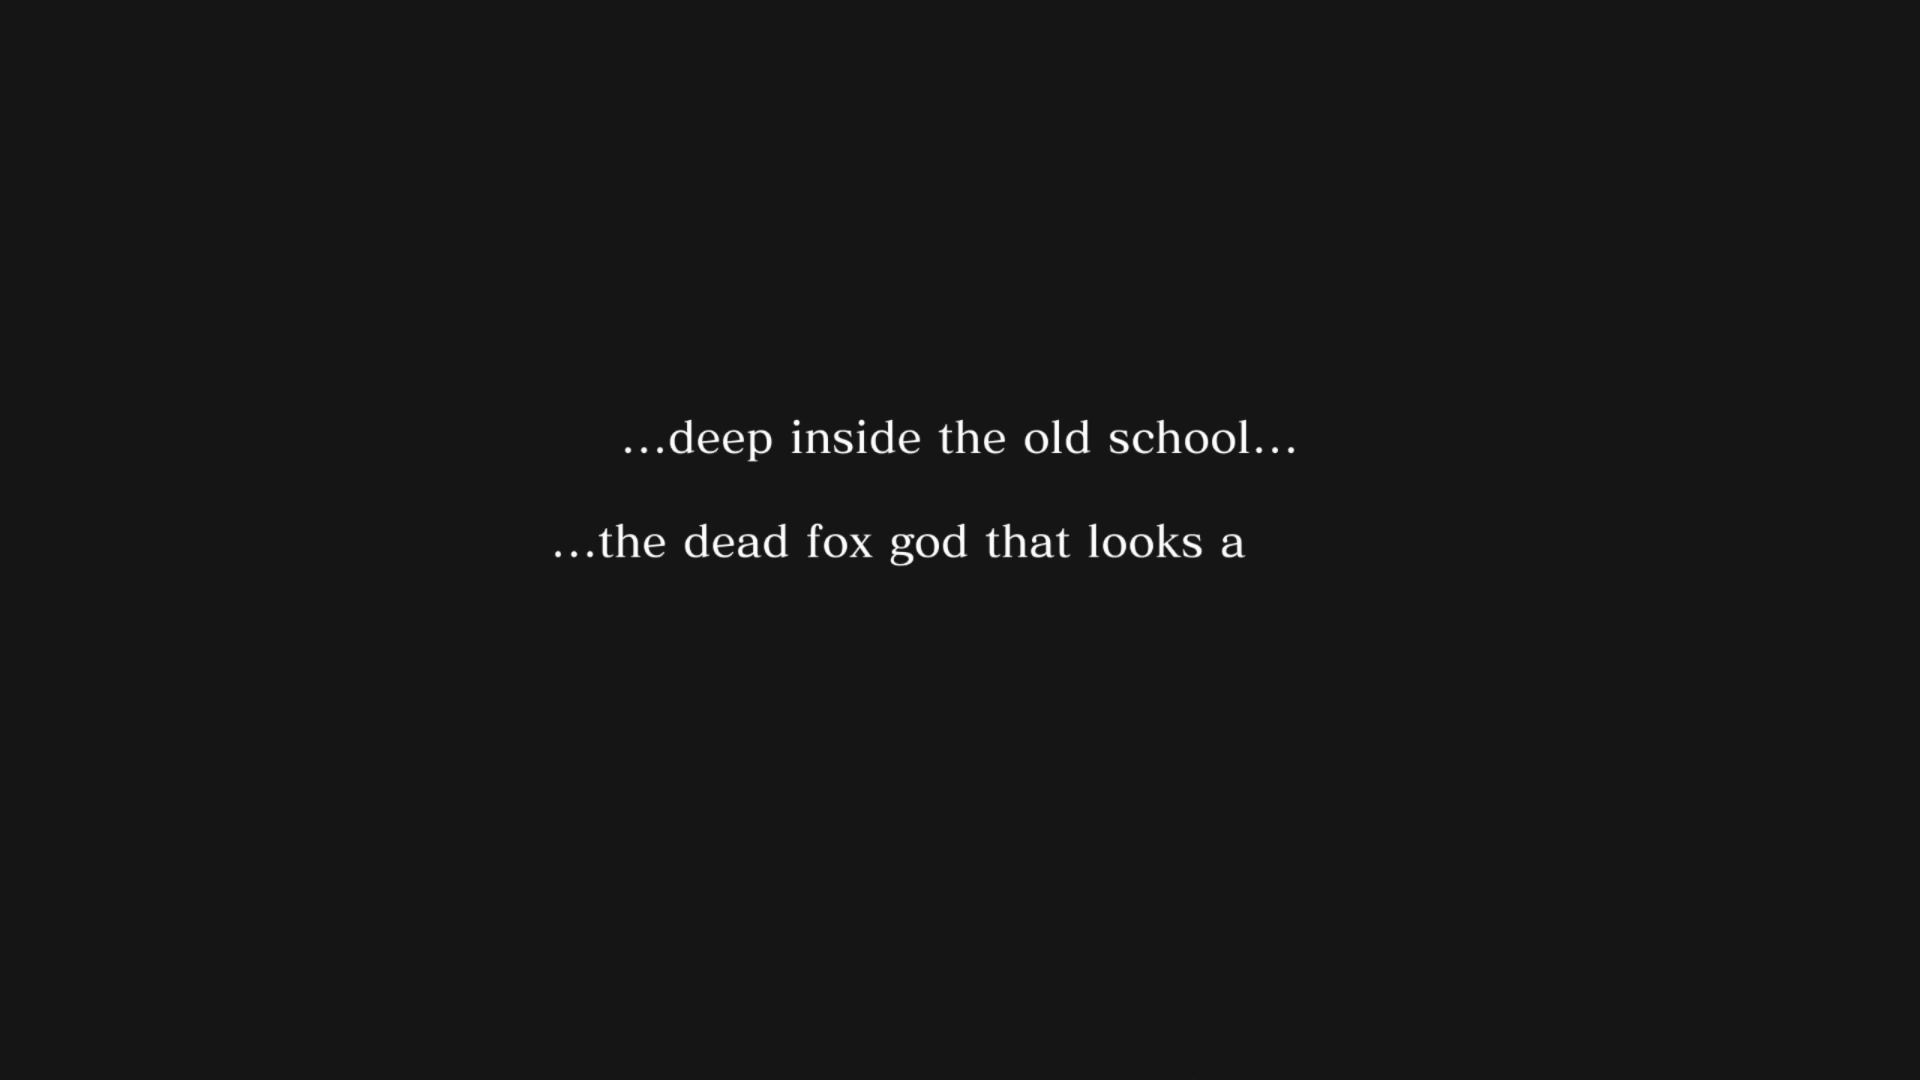 …deep inside the old school…
…the dead fox god that looks a